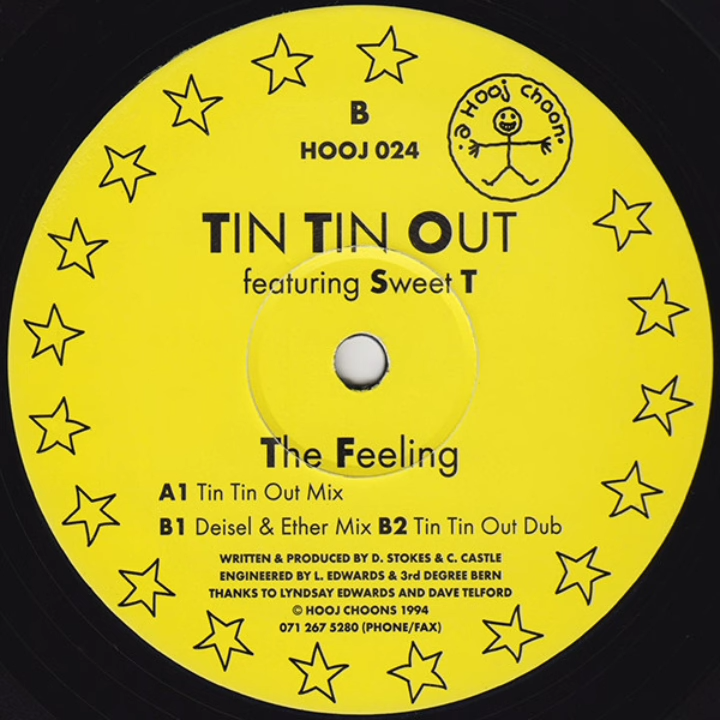 B
HOOJ 024
·a Hooj choon·
TIN TIN OUT
featuring Sweet T
The Feeling
A1 Tin Tin Out Mix
B1 Deisel & Ether Mix B2 Tin Tin Out Dub
WRITTEN & PRODUCED BY D. STOKES & C. CASTLE
ENGINEERED BY L. EDWARDS & 3rd DEGREE BERN
THANKS TO LYNDSAY EDWARDS AND DAVE TELFORD
© HOOJ CHOONS 1994
071 267 5280 (PHONE/FAX)